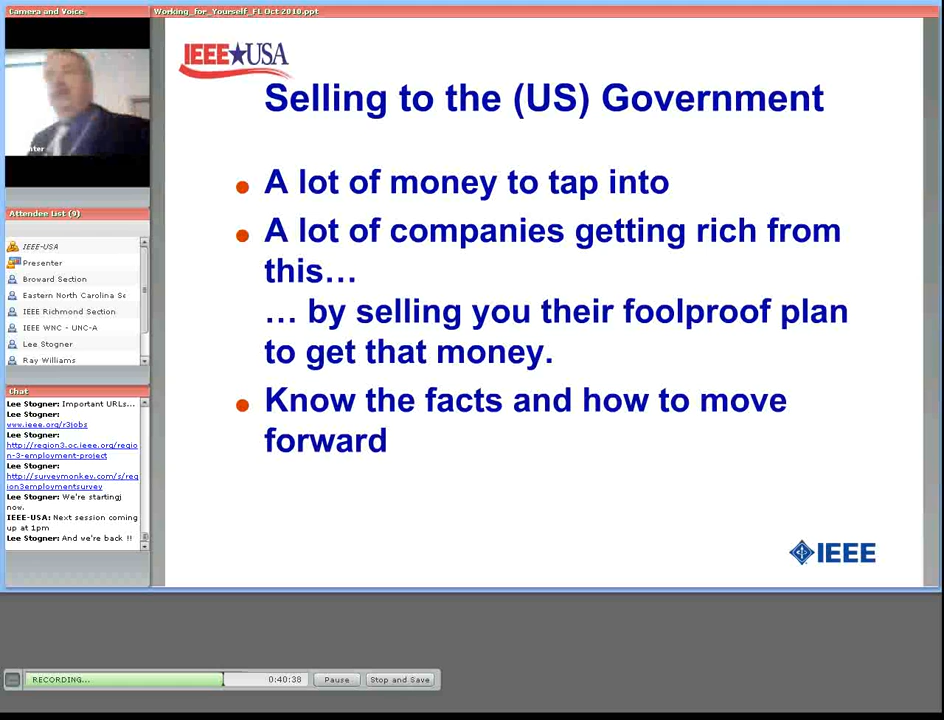 Camera and Voice
Working_for_Yourself_FL Oct 2010.ppt
nter
Attendee List (9)
IEEE-USA
Presenter
Broward Section
Eastern North Carolina Se
IEEE Richmond Section
IEEE WNC - UNC-A
Lee Stogner
Ray Williams
Chat
Lee Stogner: Important URLs...
Lee Stogner:
www.ieee.org/r3jobs
Lee Stogner:
http://region3.oc.ieee.org/regio
n-3-employment-project
Lee Stogner:
http://surveymonkey.com/s/reg
ion3employmentsurvey
Lee Stogner: We're startingj
now.
IEEE-USA: Next session coming
up at 1pm
Lee Stogner: And we're back !!
IEEE★USA
Selling to the (US) Government
• A lot of money to tap into
• A lot of companies getting rich from
this…
… by selling you their foolproof plan
to get that money.
• Know the facts and how to move
forward
IEEE
RECORDING...
0:40:38
Pause
Stop and Save